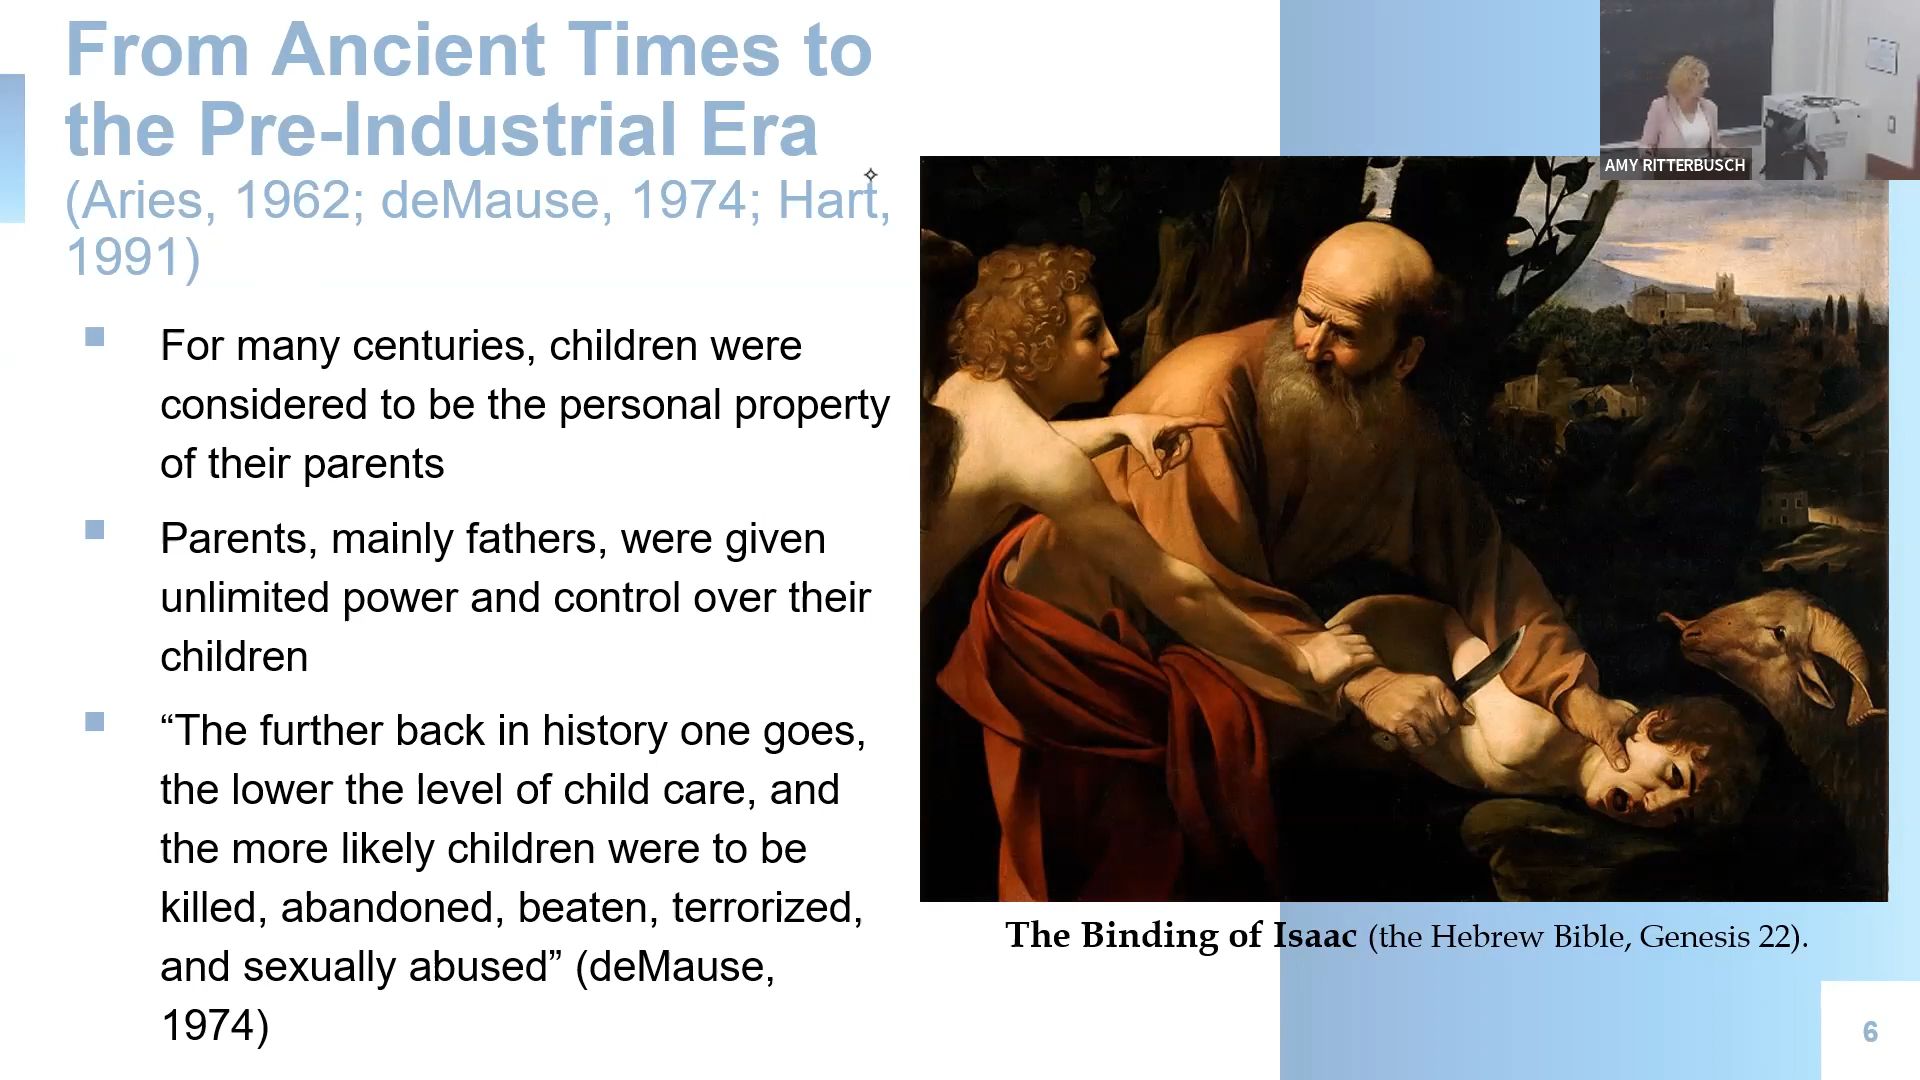 From Ancient Times to
the Pre-Industrial Era
(Aries, 1962; deMause, 1974; Hart,
1991)
■ For many centuries, children were
considered to be the personal property
of their parents
■ Parents, mainly fathers, were given
unlimited power and control over their
children
■ “The further back in history one goes,
the lower the level of child care, and
the more likely children were to be
killed, abandoned, beaten, terrorized,
and sexually abused” (deMause,
1974)
AMY RITTERBUSCH
The Binding of Isaac (the Hebrew Bible, Genesis 22).
6